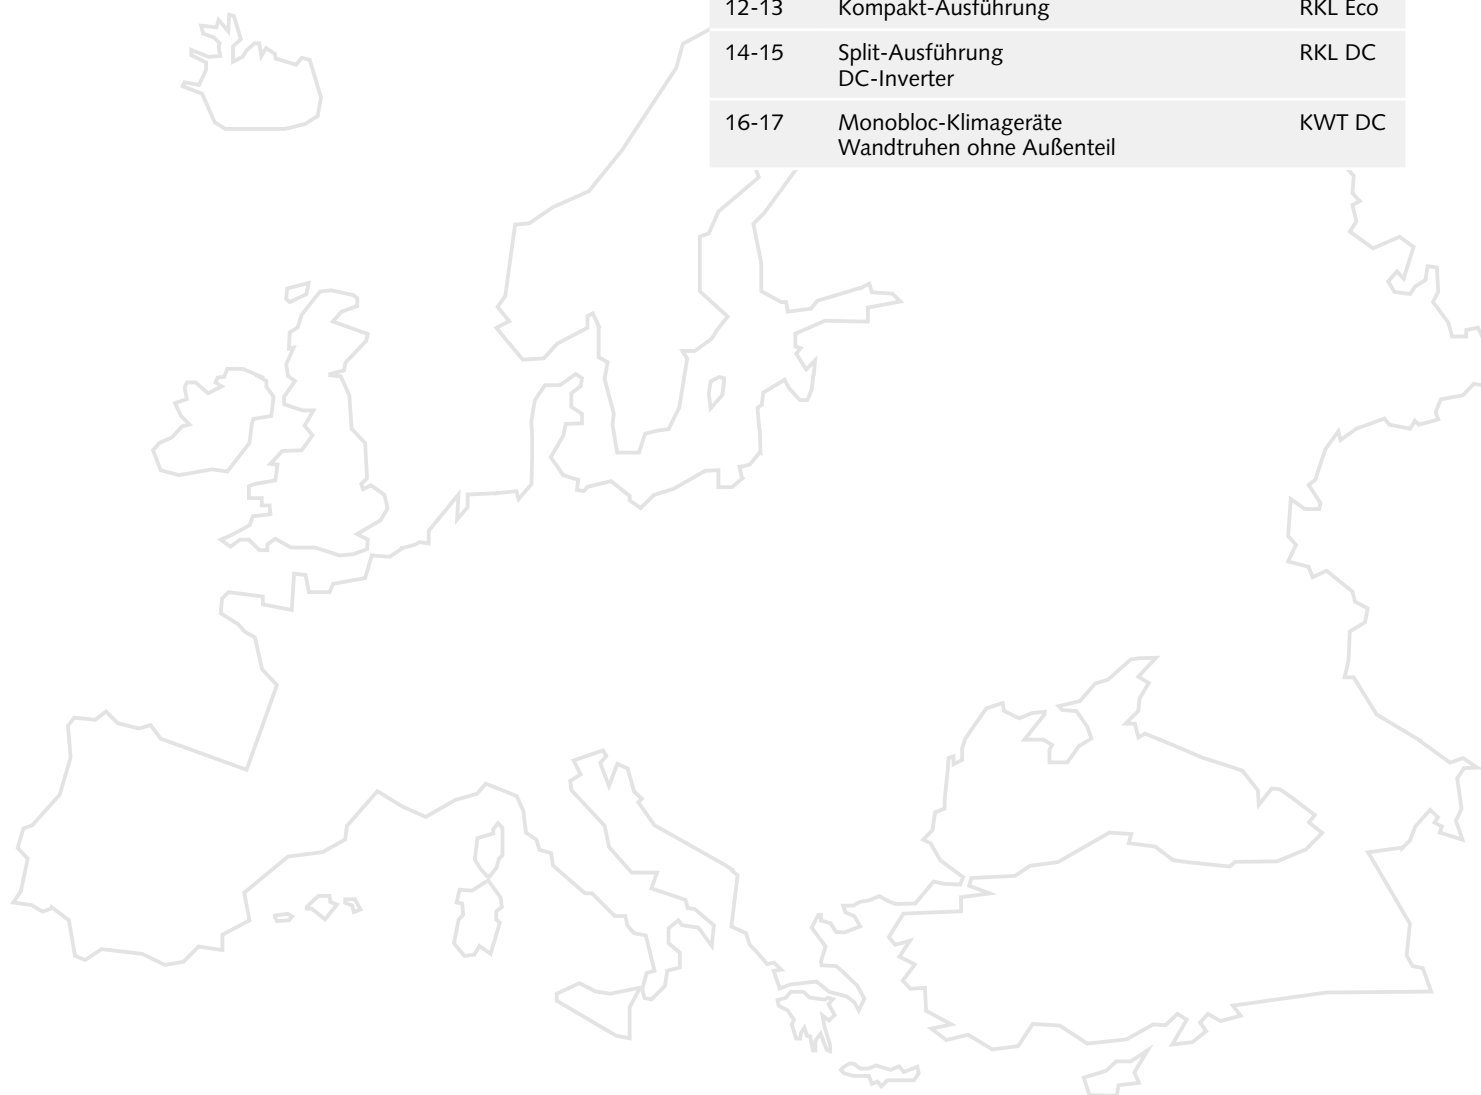 12-13 Kompakt-Ausführung RKL Eco
14-15 Split-Ausführung RKL DC
DC-Inverter
16-17 Monobloc-Klimageräte KWT DC
Wandtruhen ohne Außenteil